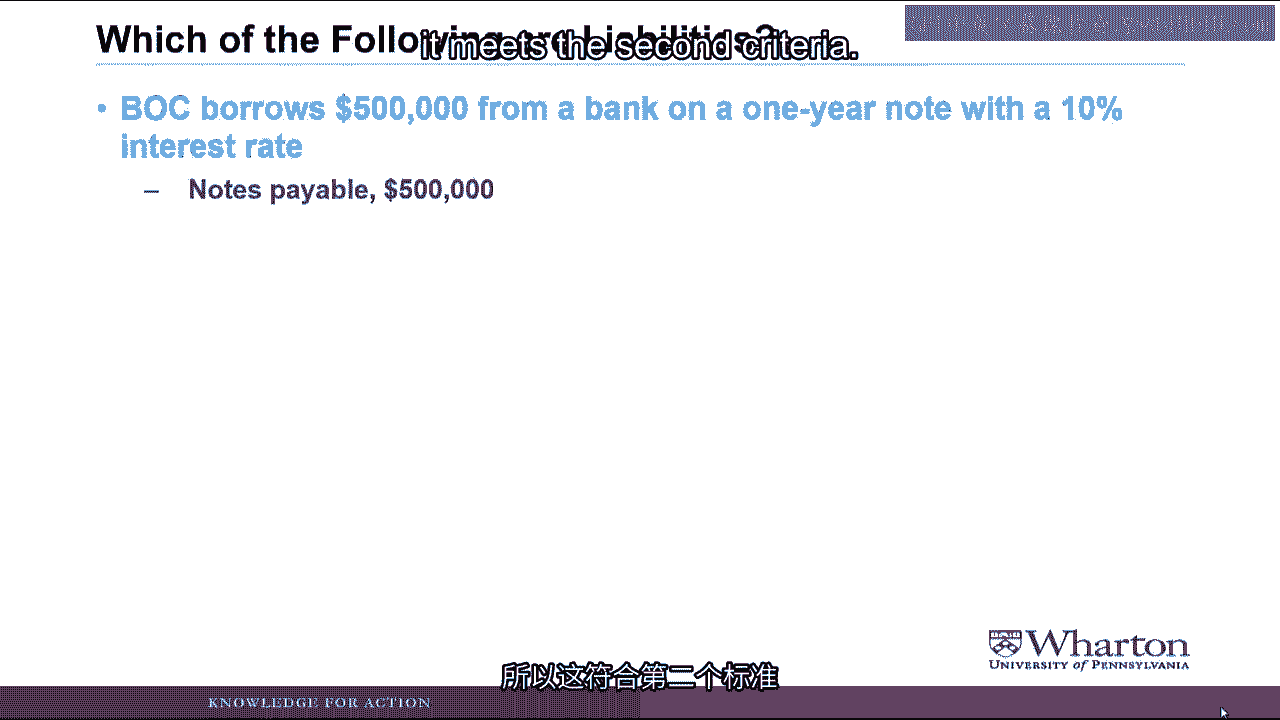 Which of the Following are Liabilities?
it meets the second criteria.
• BOC borrows $500,000 from a bank on a one-year note with a 10%
interest rate
– Notes payable, $500,000
Wharton
UNIVERSITY of PENNSYLVANIA
所以这符合第二个标准
KNOWLEDGE FOR ACTION